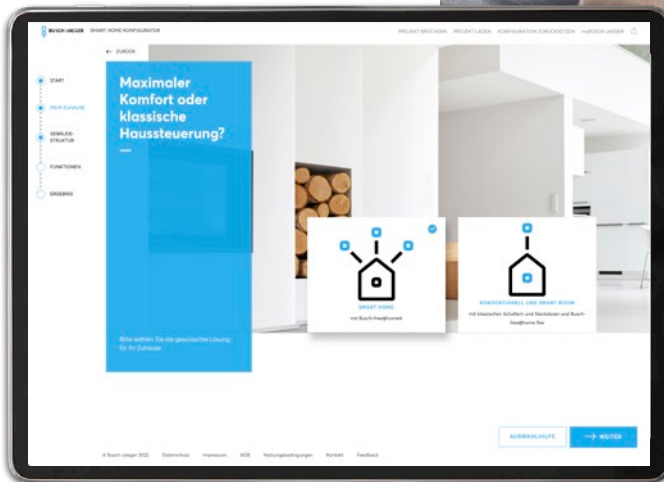 BUSCH-JAEGER SMART HOME KONFIGURATOR
PROJEKT SPEICHERN PROJEKT LADEN KONFIGURATION ZURÜCKSETZEN myBUSCH-JAEGER
← ZURÜCK
START
MEIN ZUHAUSE
GEBÄUDE-
STRUKTUR
FUNKTIONEN
ERGEBNIS
Maximaler
Komfort oder
klassische
Haussteuerung?
Bitte wählen Sie die gewünschte Lösung
für Ihr Zuhause.
SMART HOME
mit Busch-free@home®
KONVENTIONELL UND SMART ROOM
mit klassischen Schaltern und Steckdosen und Busch-
free@home flex
AUSWAHLHILFE
→ WEITER
© Busch-Jaeger 2022 Datenschutz Impressum AGB Nutzungsbedingungen Kontakt Feedback